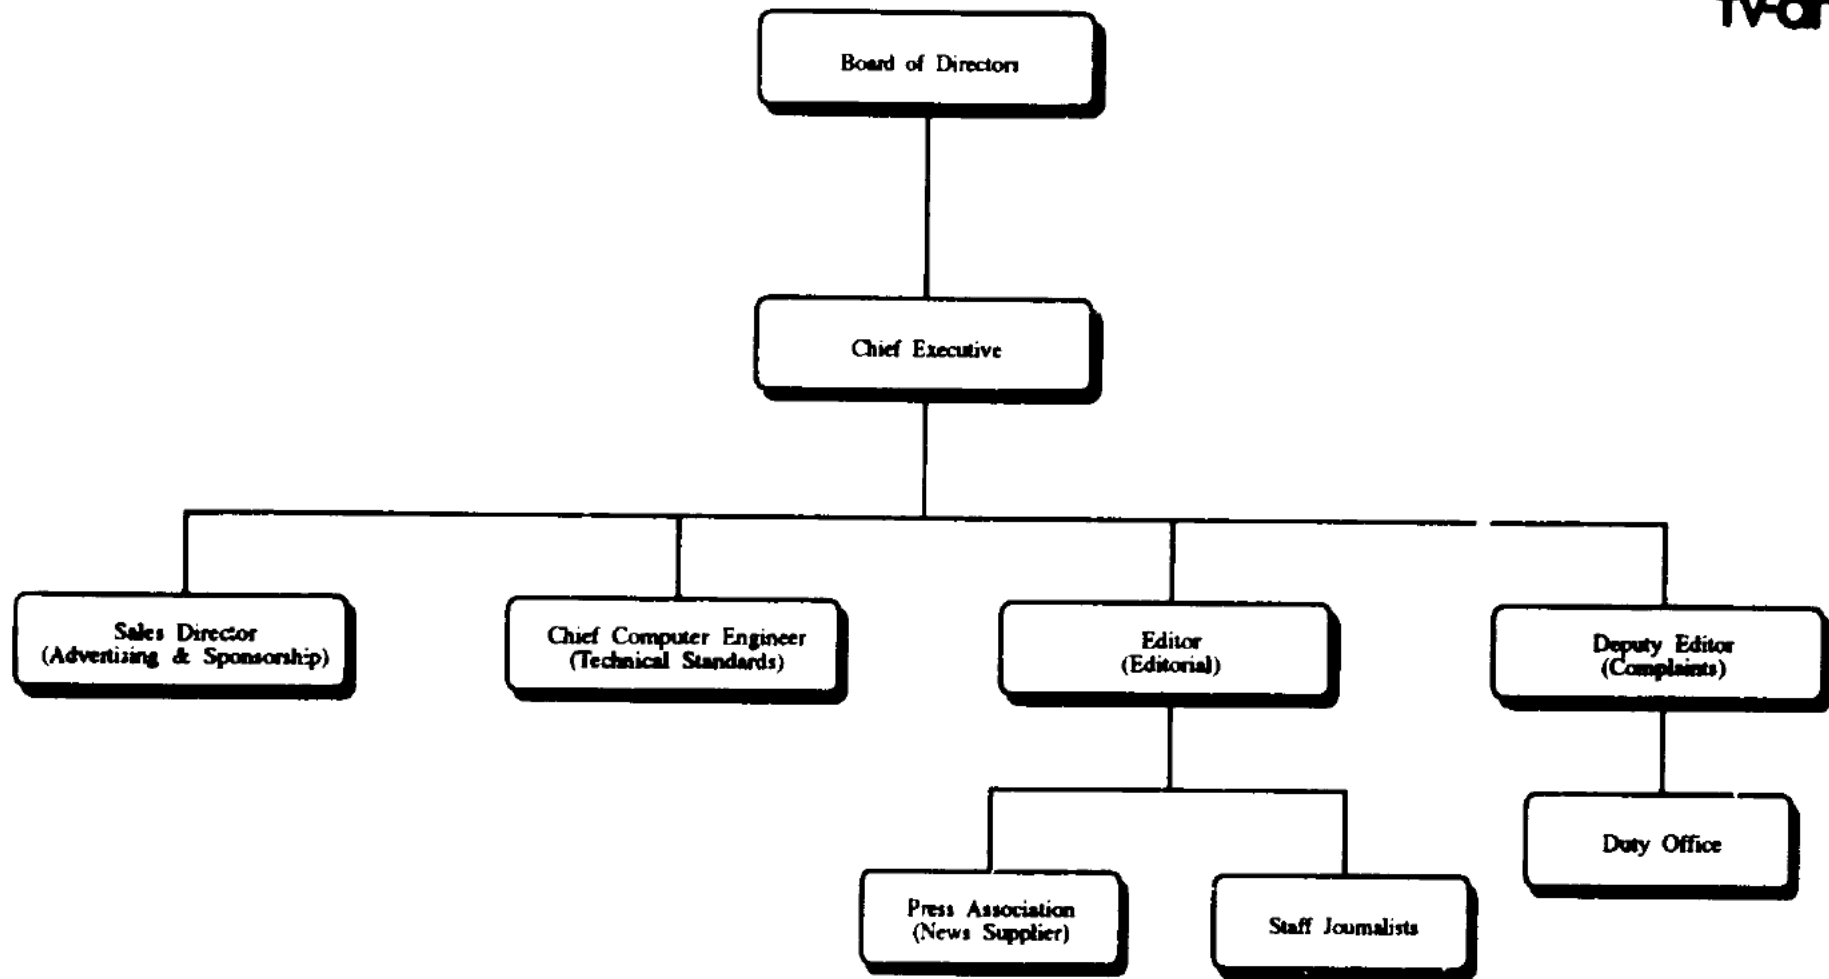 Board of Directors
Chief Executive
Sales Director
(Advertising & Sponsorship)
Chief Computer Engineer
(Technical Standards)
Editor
(Editorial)
Deputy Editor
(Complaints)
Duty Office
Press Association
(News Supplier)
Staff Journalists